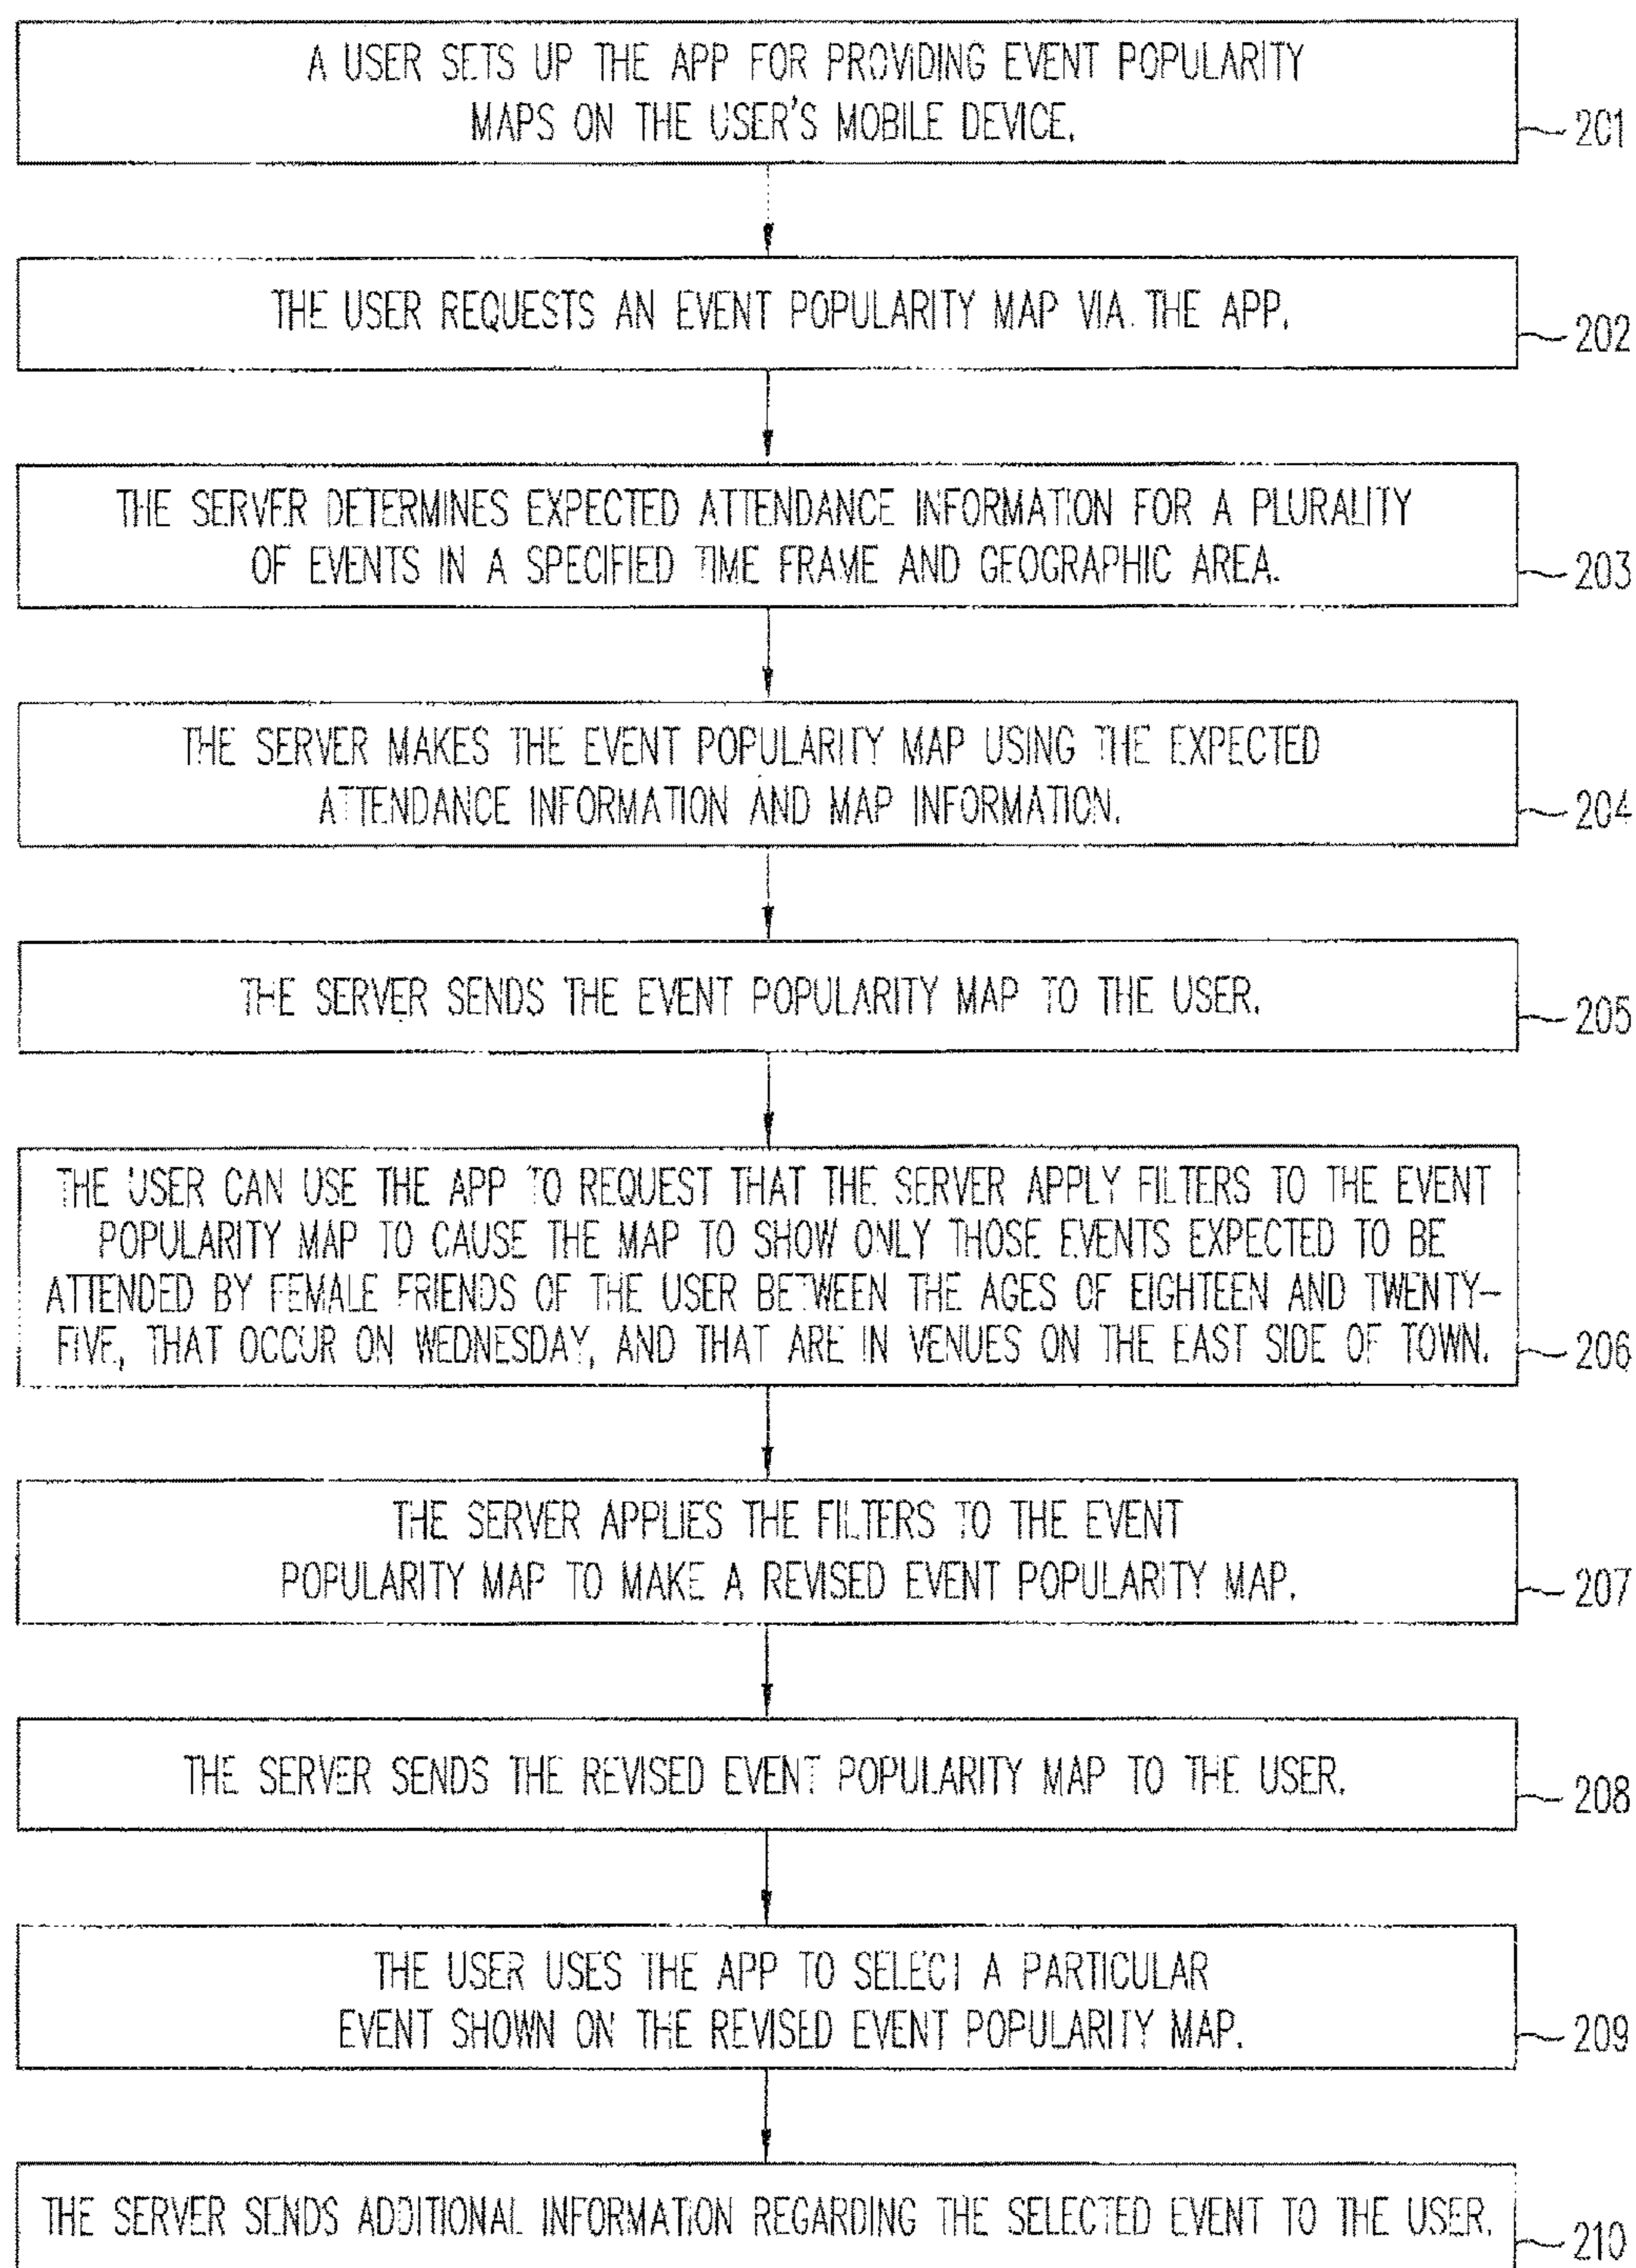 A USER SETS UP THE APP FOR PROVIDING EVENT POPULARITY
MAPS ON THE USER'S MOBILE DEVICE.
201
THE USER REQUESTS AN EVENT POPULARITY MAP VIA THE APP.
202
THE SERVER DETERMINES EXPECTED ATTENDANCE INFORMATION FOR A PLURALITY
OF EVENTS IN A SPECIFIED TIME FRAME AND GEOGRAPHIC AREA.
203
THE SERVER MAKES THE EVENT POPULARITY MAP USING THE EXPECTED
ATTENDANCE INFORMATION AND MAP INFORMATION.
204
THE SERVER SENDS THE EVENT POPULARITY MAP TO THE USER.
205
THE USER CAN USE THE APP TO REQUEST THAT THE SERVER APPLY FILTERS TO THE EVENT
POPULARITY MAP TO CAUSE THE MAP TO SHOW ONLY THOSE EVENTS EXPECTED TO BE
ATTENDED BY FEMALE FRIENDS OF THE USER BETWEEN THE AGES OF EIGHTEEN AND TWENTY-
FIVE, THAT OCCUR ON WEDNESDAY, AND THAT ARE IN VENUES ON THE EAST SIDE OF TOWN.
206
THE SERVER APPLIES THE FILTERS TO THE EVENT
POPULARITY MAP TO MAKE A REVISED EVENT POPULARITY MAP.
207
THE SERVER SENDS THE REVISED EVENT POPULARITY MAP TO THE USER.
208
THE USER USES THE APP TO SELECT A PARTICULAR
EVENT SHOWN ON THE REVISED EVENT POPULARITY MAP.
209
THE SERVER SENDS ADDITIONAL INFORMATION REGARDING THE SELECTED EVENT TO THE USER.
210